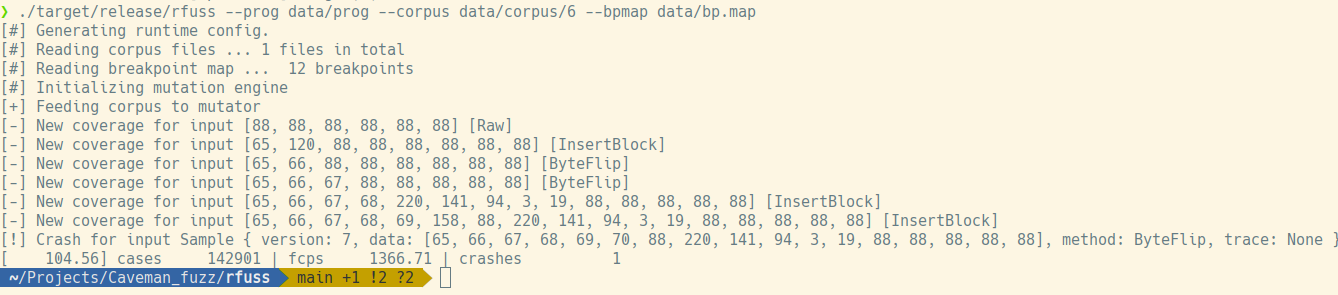 ❯ ./target/release/rfuss --prog data/prog --corpus data/corpus/6 --bpmap data/bp.map
[#] Generating runtime config.
[#] Reading corpus files ... 1 files in total
[#] Reading breakpoint map ...  12 breakpoints
[#] Initializing mutation engine
[+] Feeding corpus to mutator
[-] New coverage for input [88, 88, 88, 88, 88, 88] [Raw]
[-] New coverage for input [65, 120, 88, 88, 88, 88, 88, 88] [InsertBlock]
[-] New coverage for input [65, 66, 88, 88, 88, 88, 88, 88] [ByteFlip]
[-] New coverage for input [65, 66, 67, 88, 88, 88, 88, 88] [ByteFlip]
[-] New coverage for input [65, 66, 67, 68, 220, 141, 94, 3, 19, 88, 88, 88, 88, 88] [InsertBlock]
[-] New coverage for input [65, 66, 67, 68, 69, 158, 88, 220, 141, 94, 3, 19, 88, 88, 88, 88, 88] [InsertBlock]
[!] Crash for input Sample { version: 7, data: [65, 66, 67, 68, 69, 70, 88, 220, 141, 94, 3, 19, 88, 88, 88, 88, 88], method: ByteFlip, trace: None }
[    104.56] cases     142901 | fcps     1366.71 | crashes          1
~/Projects/Caveman_fuzz/rfuss main +1 !2 ?2